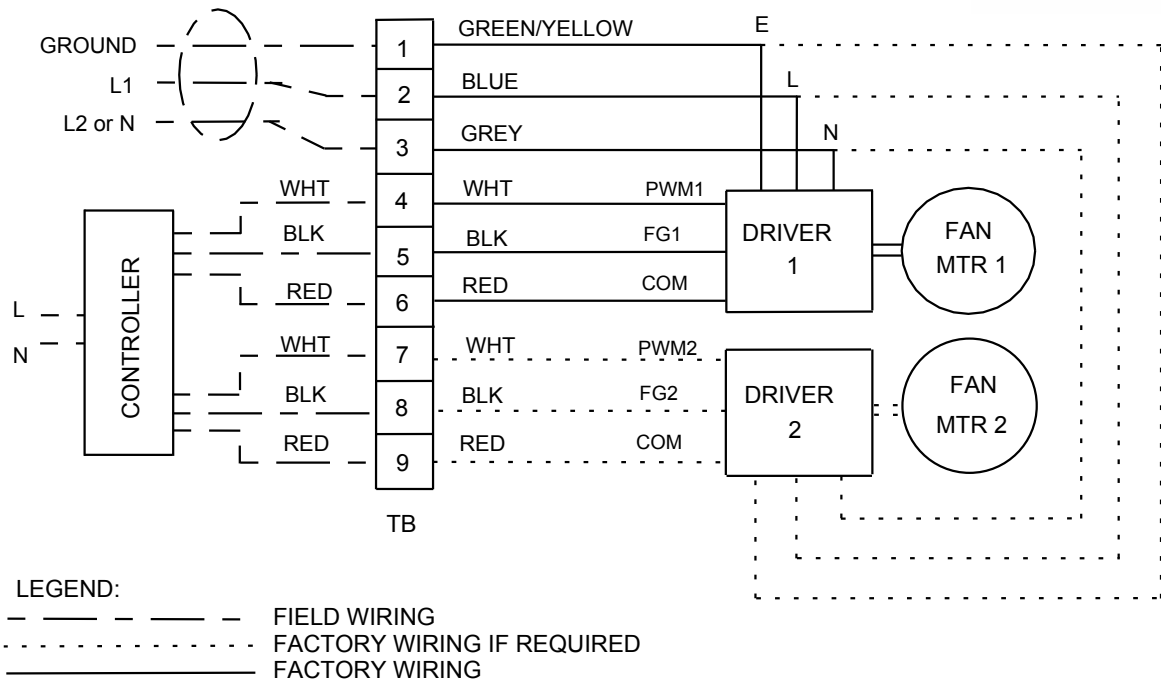 GROUND
L1
L2 or N
1
GREEN/YELLOW
E
2
BLUE
L
3
GREY
N
WHT
4
WHT
PWM1
BLK
5
BLK
FG1
RED
6
RED
COM
DRIVER
1
FAN
MTR 1
CONTROLLER
L
N
WHT
7
WHT
PWM2
BLK
8
BLK
FG2
RED
9
RED
COM
DRIVER
2
FAN
MTR 2
TB
LEGEND:
FIELD WIRING
FACTORY WIRING IF REQUIRED
FACTORY WIRING